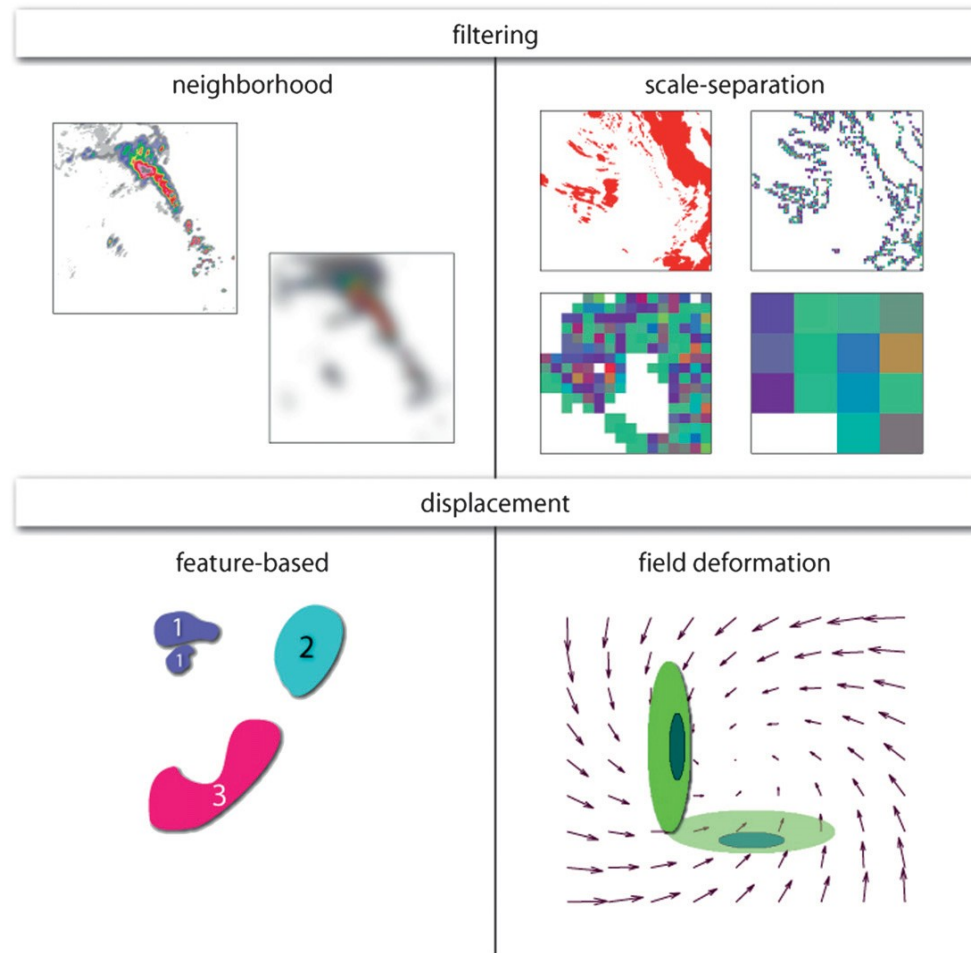 filtering
neighborhood
scale-separation
displacement
feature-based
field deformation
1
1
2
3